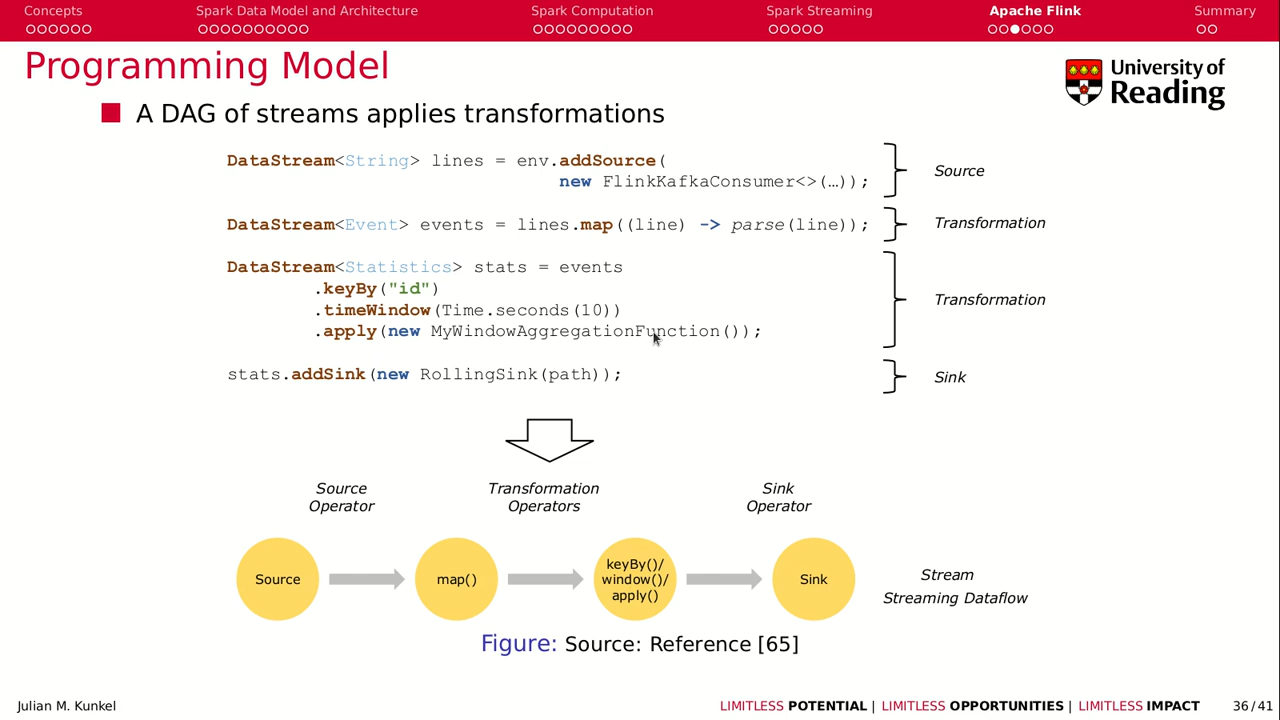 Concepts
Spark Data Model and Architecture
Spark Computation
Spark Streaming
Apache Flink
Summary
Programming Model
University of
Reading
A DAG of streams applies transformations
DataStream<String> lines = env.addSource(
new FlinkKafkaConsumer<>(…));
Source
DataStream<Event> events = lines.map((line) -> parse(line));
Transformation
DataStream<Statistics> stats = events
.keyBy("id")
.timeWindow(Time.seconds(10))
.apply(new MyWindowAggregationFunction());
Transformation
stats.addSink(new RollingSink(path));
Sink
Source
Operator
Transformation
Operators
Sink
Operator
Source
map()
keyBy()/
window()/
apply()
Sink
Stream
Streaming Dataflow
Figure: Source: Reference [65]
Julian M. Kunkel
LIMITLESS POTENTIAL | LIMITLESS OPPORTUNITIES | LIMITLESS IMPACT
36/41